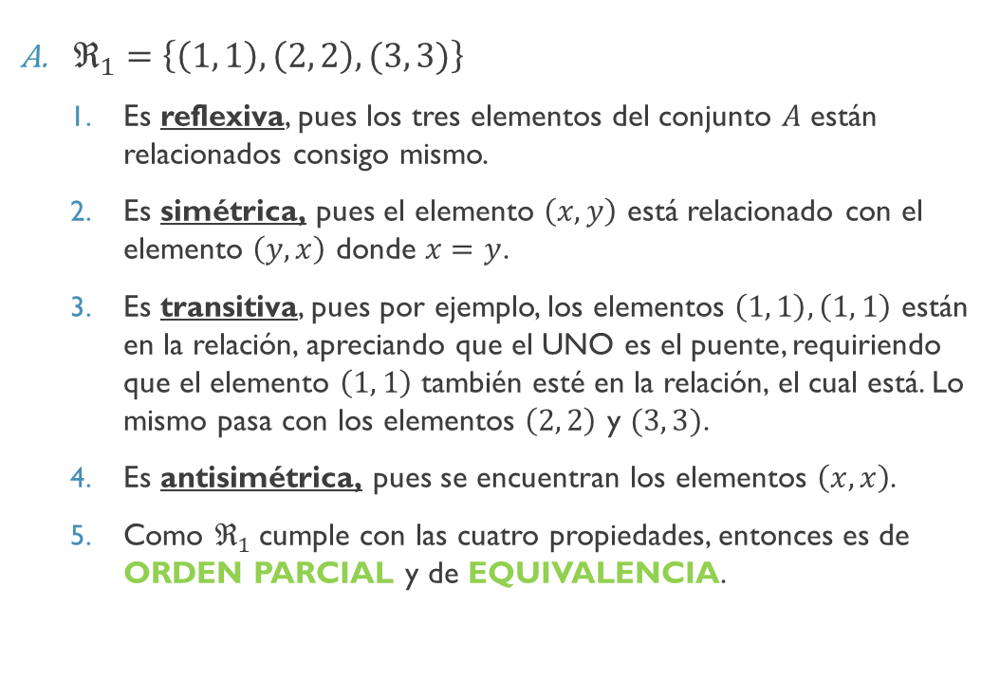 A. ℜ₁ = {(1, 1), (2, 2), (3, 3)}
1. Es reflexiva, pues los tres elementos del conjunto A están
relacionados consigo mismo.
2. Es simétrica, pues el elemento (x, y) está relacionado con el
elemento (y, x) donde x = y.
3. Es transitiva, pues por ejemplo, los elementos (1, 1), (1, 1) están
en la relación, apreciando que el UNO es el puente, requiriendo
que el elemento (1, 1) también esté en la relación, el cual está. Lo
mismo pasa con los elementos (2, 2) y (3, 3).
4. Es antisimétrica, pues se encuentran los elementos (x, x).
5. Como ℜ₁ cumple con las cuatro propiedades, entonces es de
ORDEN PARCIAL y de EQUIVALENCIA.